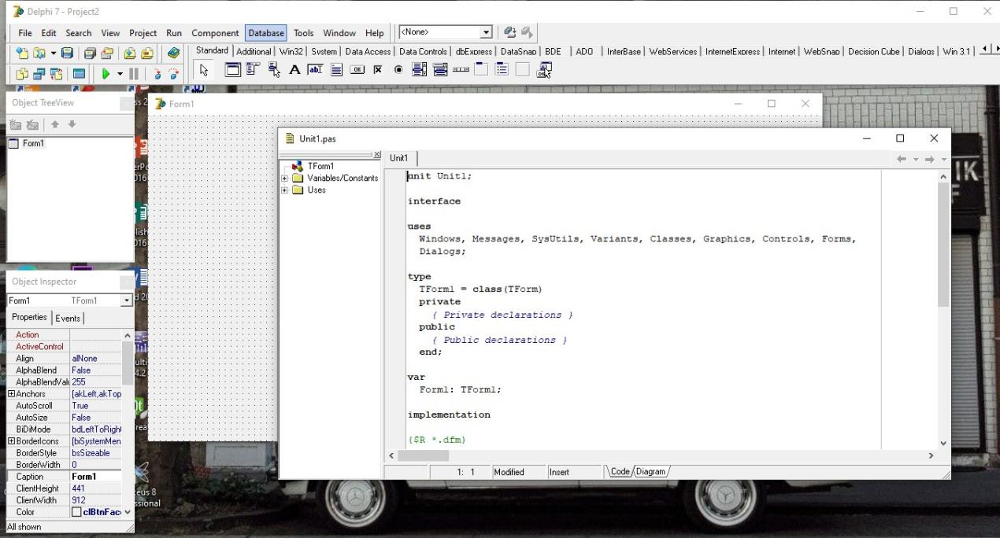 Delphi 7 - Project2
File Edit Search View Project Run Component Database Tools Window Help <None>
Standard Additional Win32 System Data Access Data Controls dbExpress DataSnap BDE ADO InterBase WebServices InternetExpress Internet WebSnap Decision Cube Dialogs Win 3.1
Object TreeView
Form1
Form1
Unit1.pas
TForm1
Variables/Constants
Uses
Unit1
unit Unit1;
interface
uses
Windows, Messages, SysUtils, Variants, Classes, Graphics, Controls, Forms,
Dialogs;
type
TForm1 = class(TForm)
private
{ Private declarations }
public
{ Public declarations }
end;
var
Form1: TForm1;
implementation
{$R *.dfm}
1: 1 Modified Insert Code Diagram
Object Inspector
Form1 TForm1
Properties Events
Action
ActiveControl
Align alNone
AlphaBlend False
AlphaBlendVal 255
Anchors [akLeft,akTop
AutoScroll True
AutoSize False
BiDiMode bdLeftToRight
BorderIcons [biSystemMen
BorderStyle bsSizeable
BorderWidth 0
Caption Form1
ClientHeight 441
ClientWidth 912
Color clBtnFac
All shown